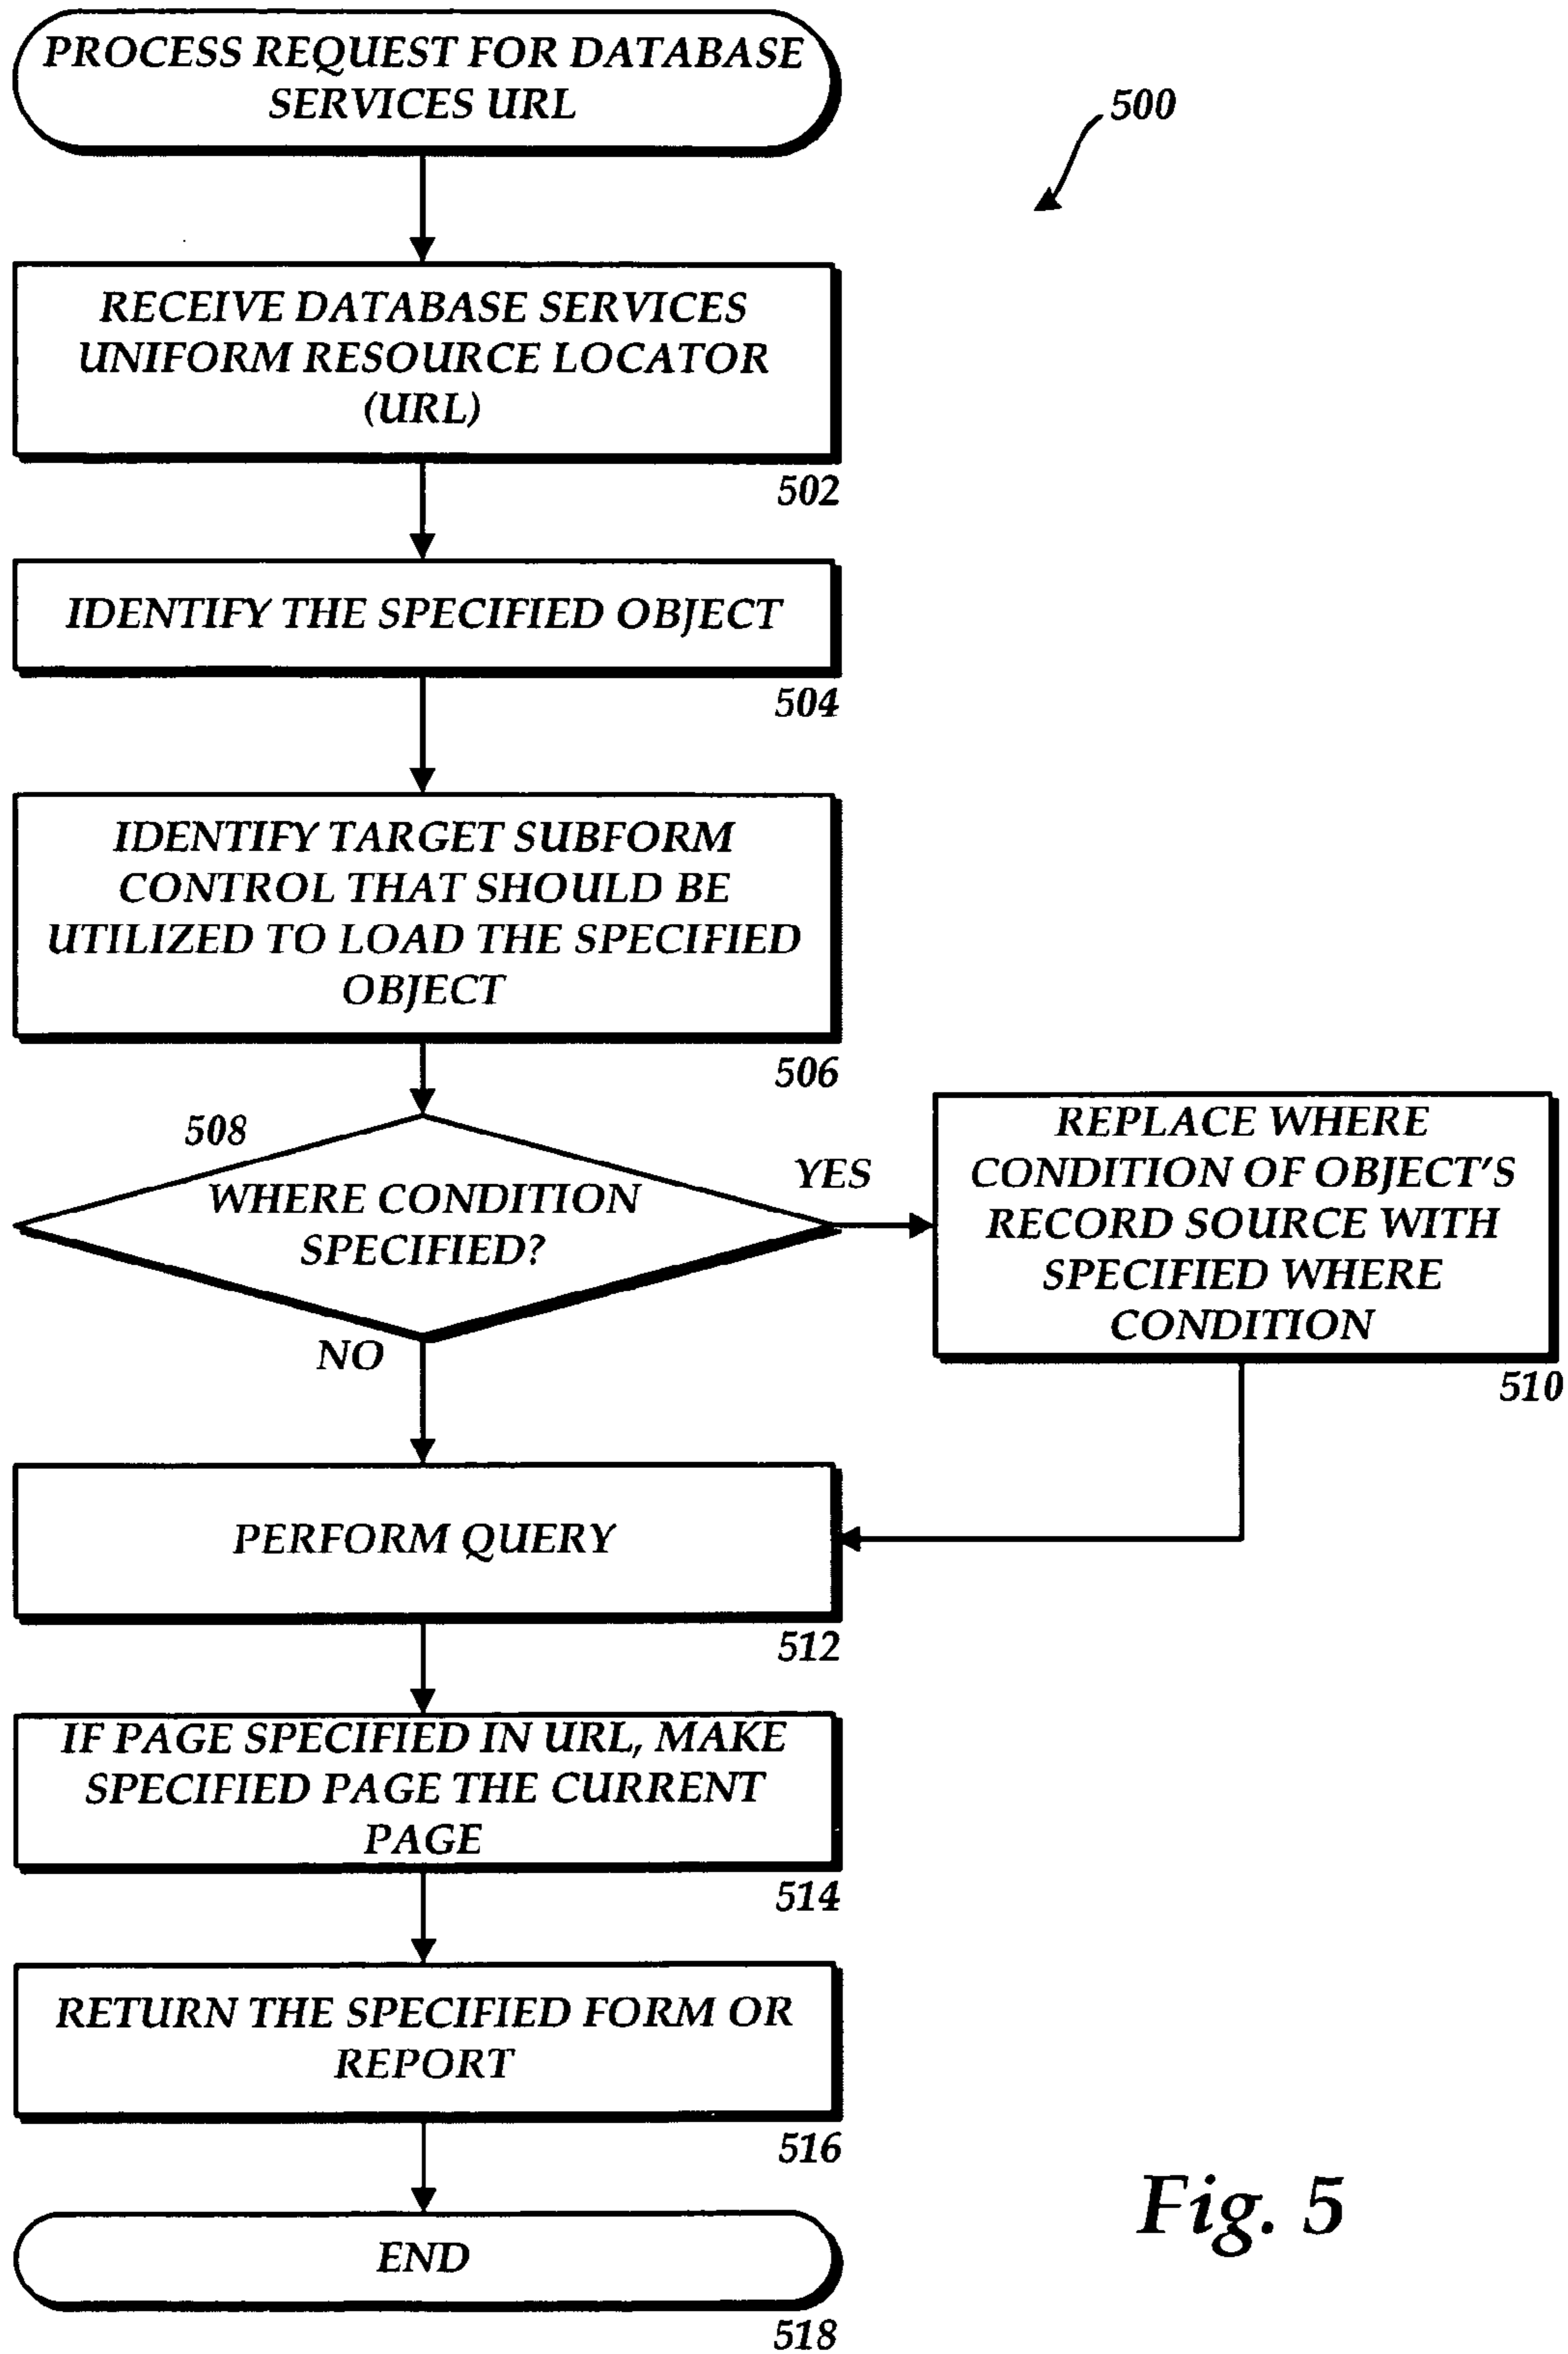 PROCESS REQUEST FOR DATABASE
SERVICES URL
500
RECEIVE DATABASE SERVICES
UNIFORM RESOURCE LOCATOR
(URL)
502
IDENTIFY THE SPECIFIED OBJECT
504
IDENTIFY TARGET SUBFORM
CONTROL THAT SHOULD BE
UTILIZED TO LOAD THE SPECIFIED
OBJECT
506
508
WHERE CONDITION
SPECIFIED?
YES
NO
REPLACE WHERE
CONDITION OF OBJECT'S
RECORD SOURCE WITH
SPECIFIED WHERE
CONDITION
510
PERFORM QUERY
512
IF PAGE SPECIFIED IN URL, MAKE
SPECIFIED PAGE THE CURRENT
PAGE
514
RETURN THE SPECIFIED FORM OR
REPORT
516
END
518
Fig. 5